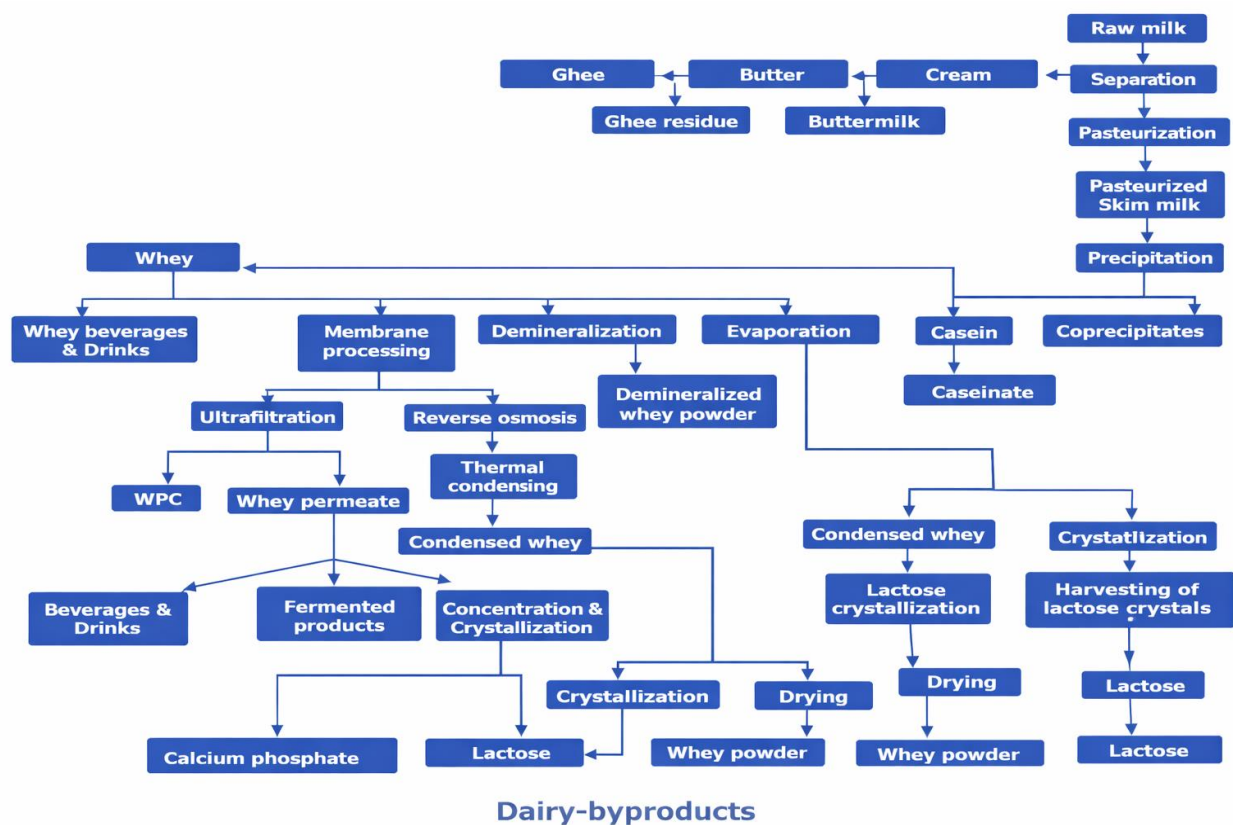 Raw milk
Ghee
Butter
Cream
Separation
Ghee residue
Buttermilk
Pasteurization
Pasteurized
Skim milk
Whey
Precipitation
Whey beverages
& Drinks
Membrane
processing
Demineralization
Evaporation
Casein
Coprecipitates
Demineralized
whey powder
Caseinate
Ultrafiltration
Reverse osmosis
Thermal
condensing
WPC
Whey permeate
Condensed whey
Condensed whey
Crystatlization
Beverages &
Drinks
Fermented
products
Concentration &
Crystallization
Lactose
crystallization
Harvesting of
lactose crystals
Crystallization
Drying
Drying
Lactose
Calcium phosphate
Lactose
Whey powder
Whey powder
Lactose
Dairy-byproducts